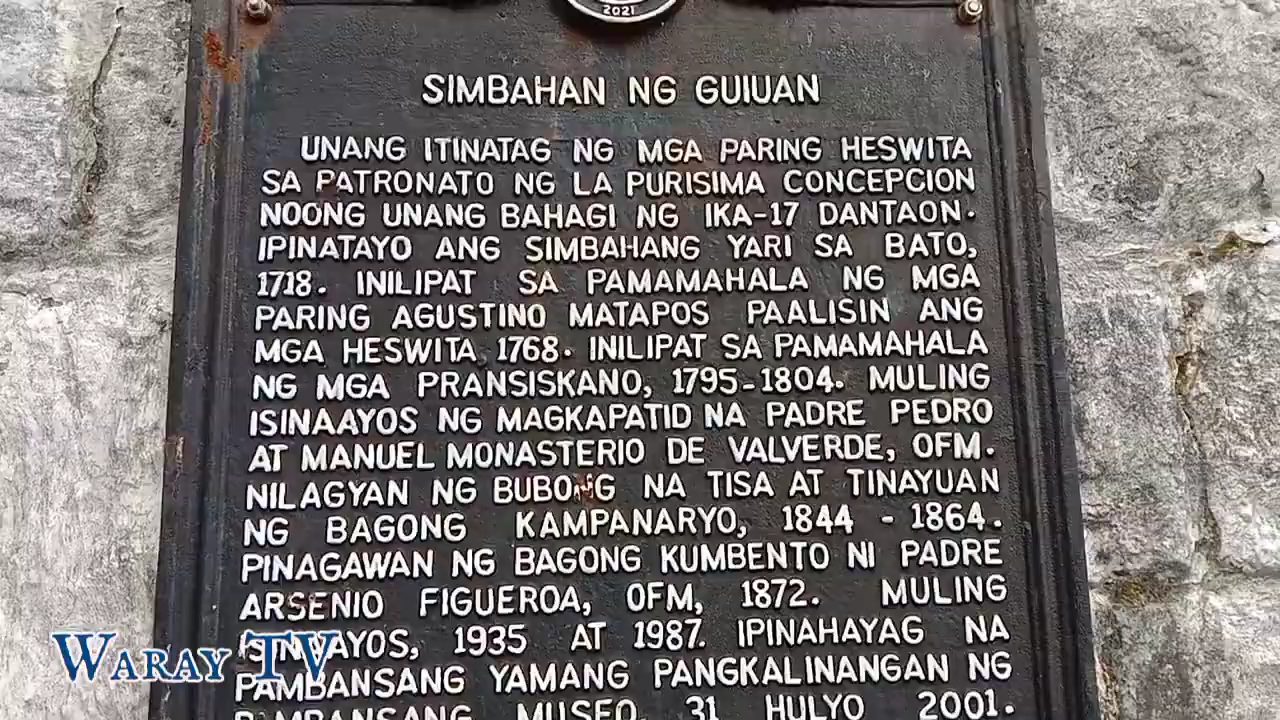 2021
SIMBAHAN NG GUIUAN
UNANG ITINATAG NG MGA PARING HESWITA
SA PATRONATO NG LA PURISIMA CONCEPCION
NOONG UNANG BAHAGI NG IKA-17 DANTAON.
IPINATAYO ANG SIMBAHANG YARI SA BATO,
1718. INILIPAT SA PAMAMAHALA NG MGA
PARING AGUSTINO MATAPOS PAALISIN ANG
MGA HESWITA 1768. INILIPAT SA PAMAMAHALA
NG MGA PRANSISKANO, 1795-1804. MULING
ISINAAYOS NG MAGKAPATID NA PADRE PEDRO
AT MANUEL MONASTERIO DE VALVERDE, OFM.
NILAGYAN NG BUBONG NA TISA AT TINAYUAN
NG BAGONG KAMPANARYO, 1844 - 1864.
PINAGAWAN NG BAGONG KUMBENTO NI PADRE
ARSENIO FIGUEROA, OFM, 1872. MULING
ISINAAYOS, 1935 AT 1987. IPINAHAYAG NA
PAMBANSANG YAMANG PANGKALINANGAN NG
PAMBANSANG MUSEO, 31 HULYO 2001.
WARAY TV